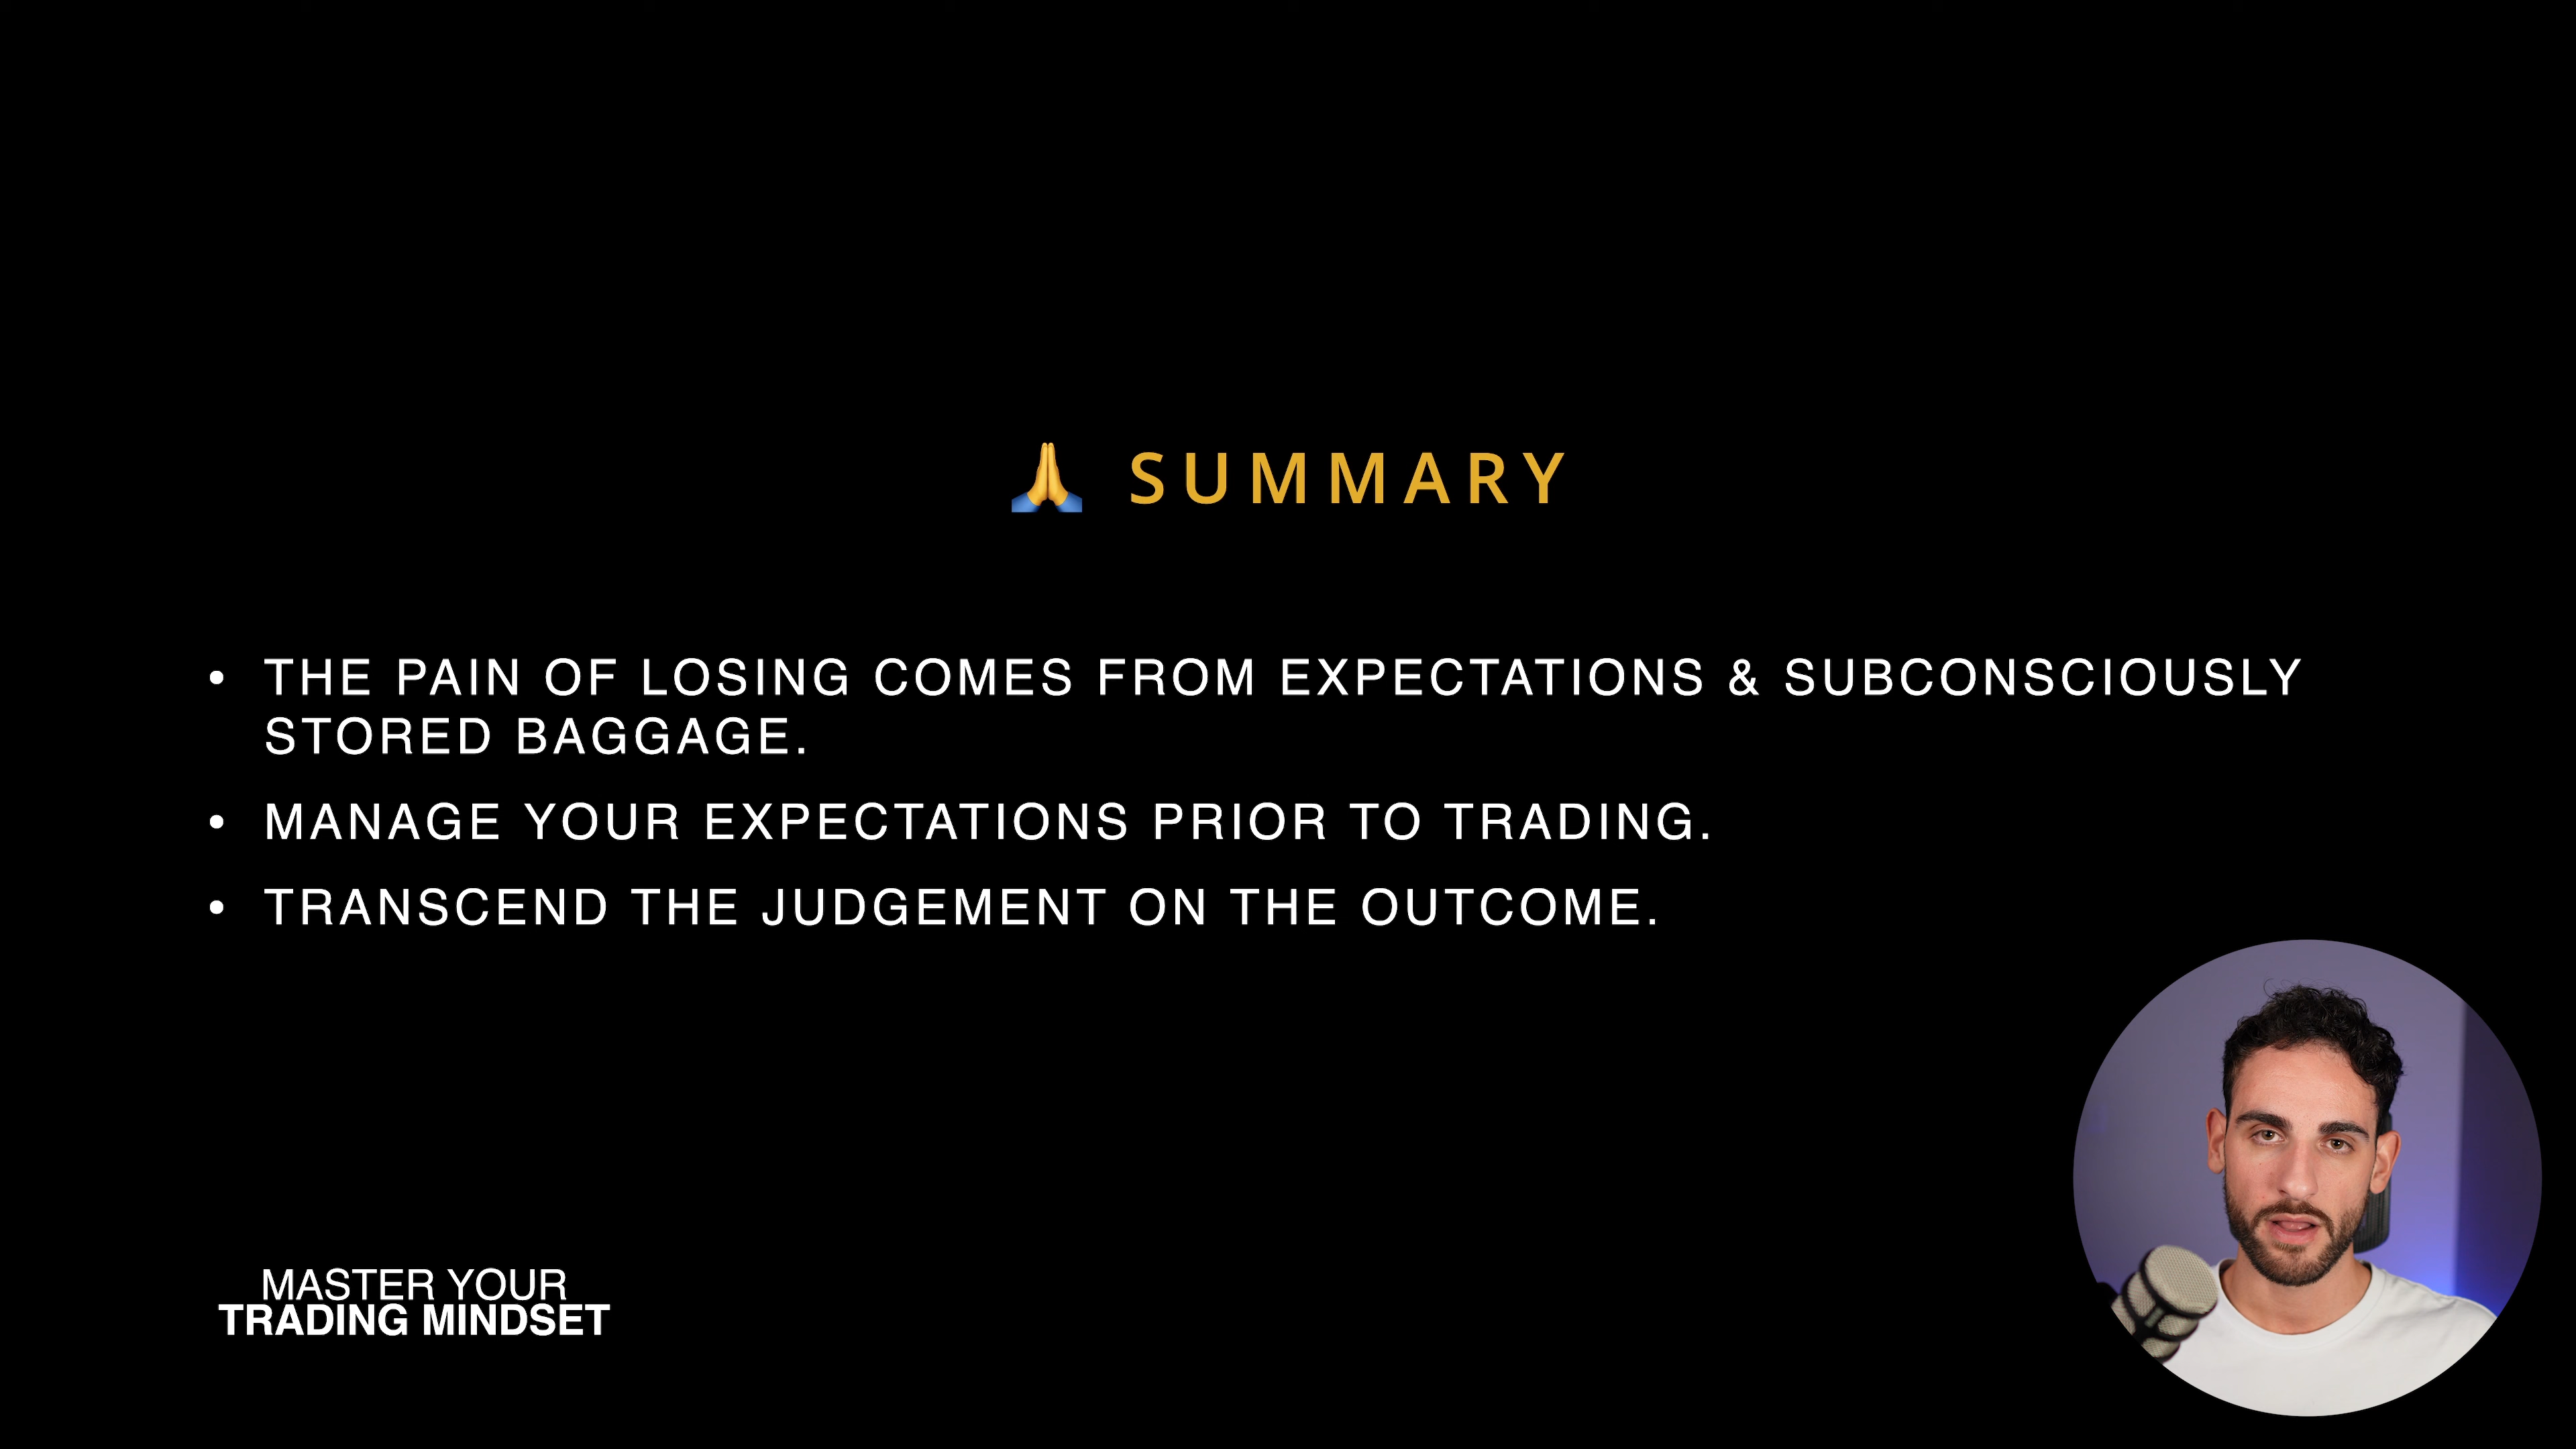 🙏 SUMMARY
• THE PAIN OF LOSING COMES FROM EXPECTATIONS & SUBCONSCIOUSLY
STORED BAGGAGE.
• MANAGE YOUR EXPECTATIONS PRIOR TO TRADING.
• TRANSCEND THE JUDGEMENT ON THE OUTCOME.
MASTER YOUR
TRADING MINDSET